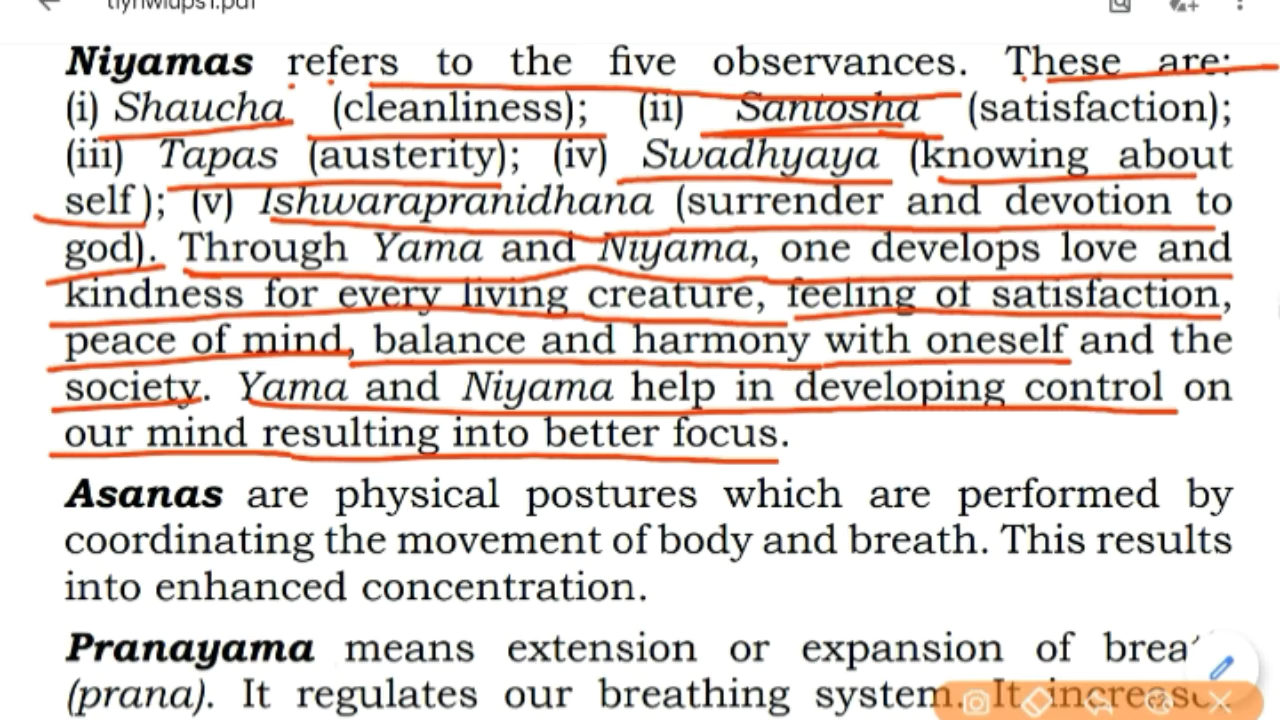 tiynwldps1.pdf
Niyamas refers to the five observances. These are:
(i) Shaucha (cleanliness); (ii) Santosha (satisfaction);
(iii) Tapas (austerity); (iv) Swadhyaya (knowing about
self); (v) Ishwarapranidhana (surrender and devotion to
god). Through Yama and Niyama, one develops love and
kindness for every living creature, feeling of satisfaction,
peace of mind, balance and harmony with oneself and the
society. Yama and Niyama help in developing control on
our mind resulting into better focus.
Asanas are physical postures which are performed by
coordinating the movement of body and breath. This results
into enhanced concentration.
Pranayama means extension or expansion of
(prana). It regulates our breathing system. It